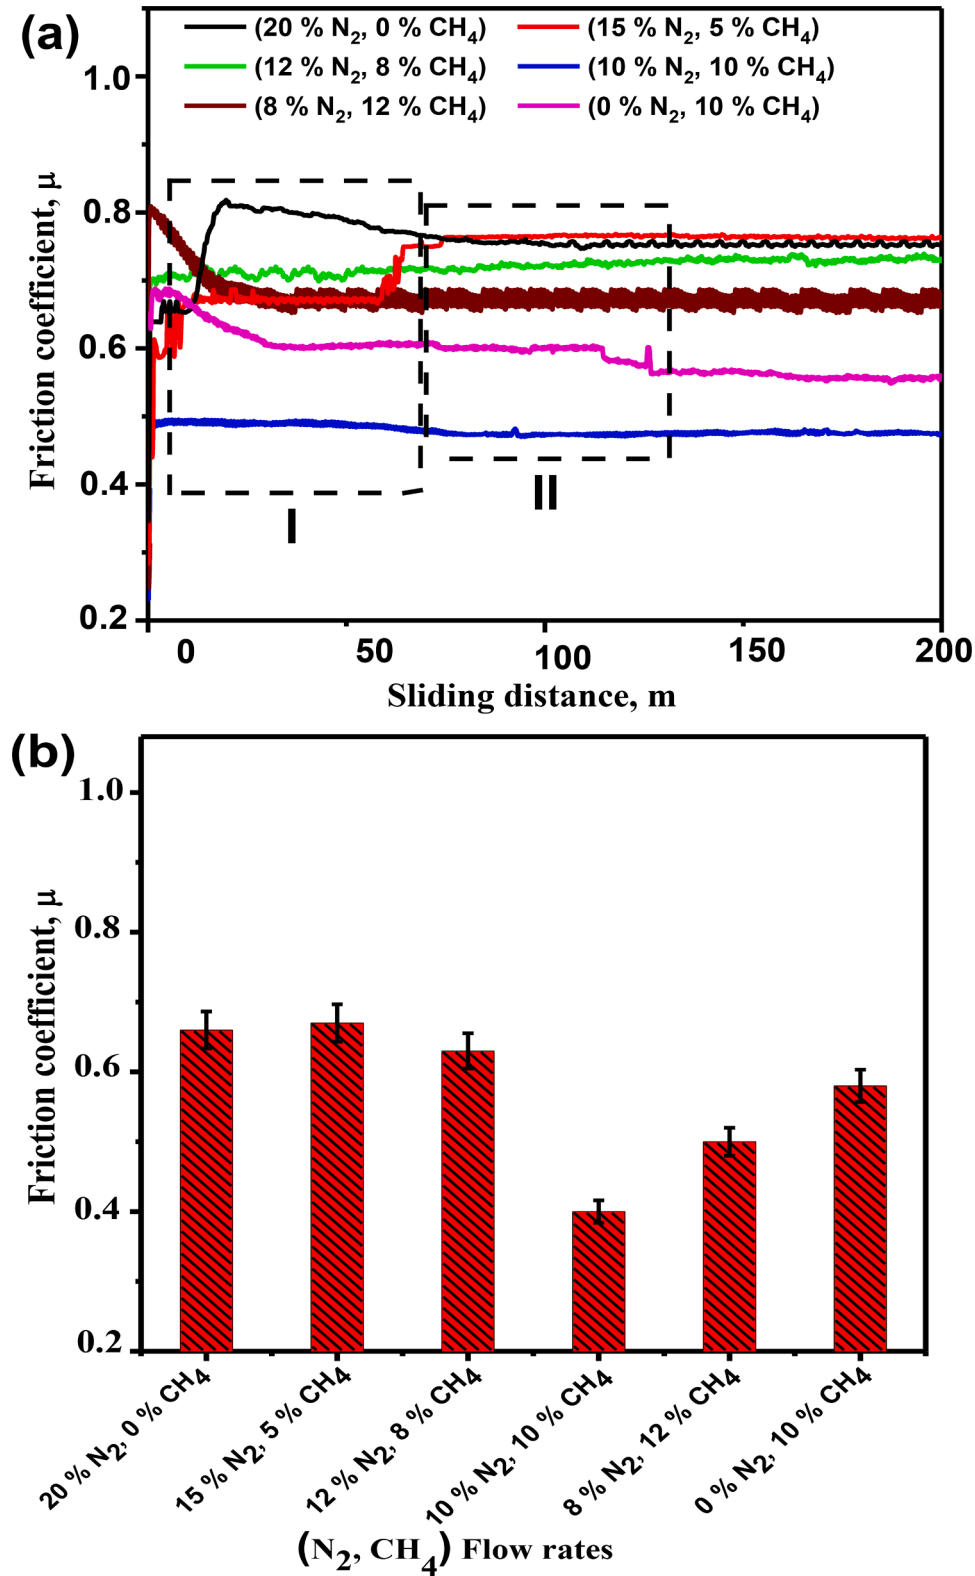 (a)
(20 % N₂, 0 % CH₄) (15 % N₂, 5 % CH₄)
(12 % N₂, 8 % CH₄) (10 % N₂, 10 % CH₄)
(8 % N₂, 12 % CH₄) (0 % N₂, 10 % CH₄)
1.0
0.8
0.6
0.4
0.2
Friction coefficient, μ
I
II
0 50 100 150 200
Sliding distance, m
(b)
1.0
0.8
0.6
0.4
0.2
Friction coefficient, μ
20 % N₂, 0 % CH₄
15 % N₂, 5 % CH₄
12 % N₂, 8 % CH₄
10 % N₂, 10 % CH₄
8 % N₂, 12 % CH₄
0 % N₂, 10 % CH₄
(N₂, CH₄) Flow rates